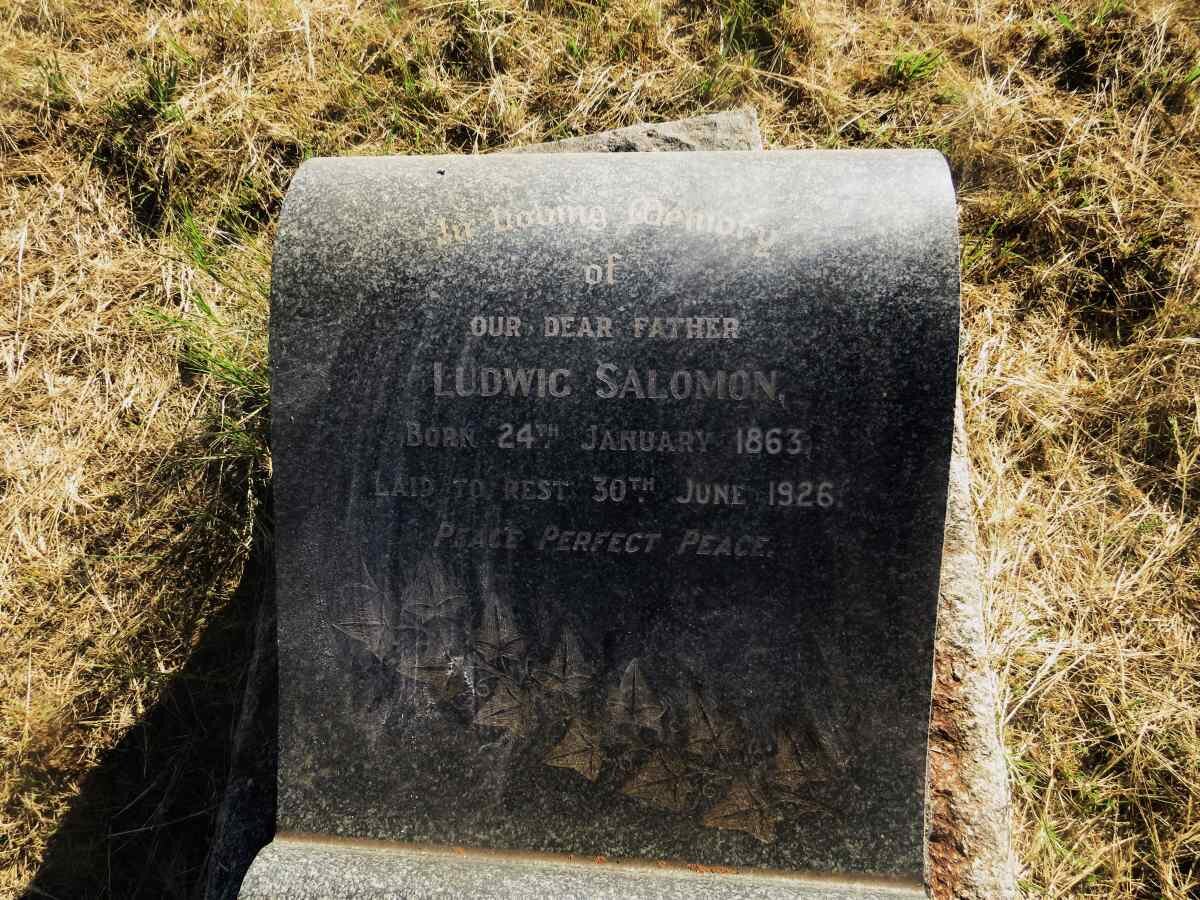 In Loving Memory
of
OUR DEAR FATHER
LUDWIG SALOMON,
BORN 24TH JANUARY 1863,
LAID TO REST 30TH JUNE 1926.
PEACE PERFECT PEACE.